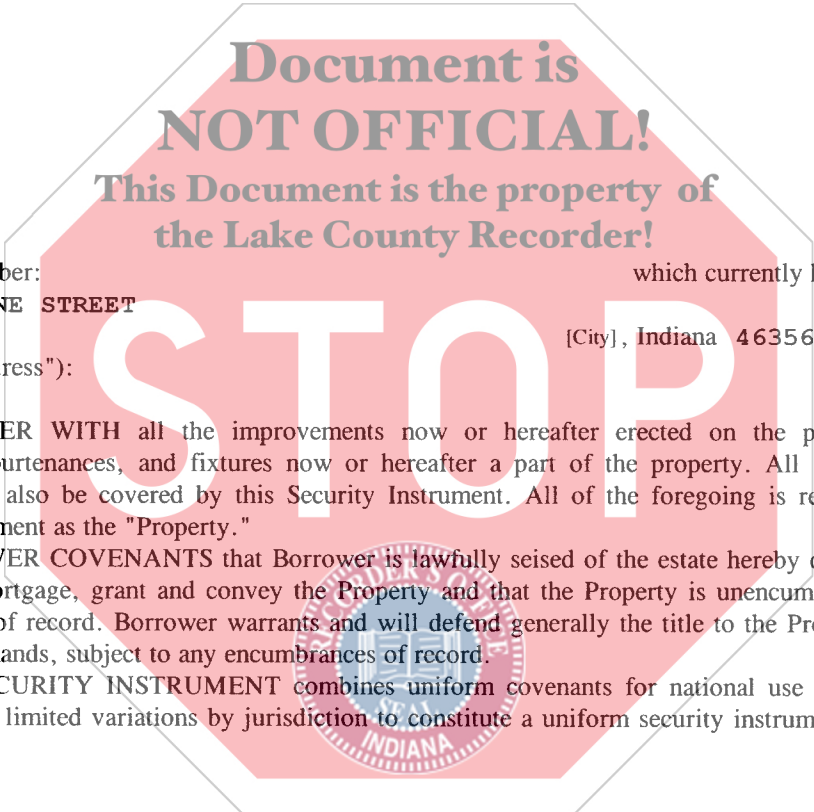 Document is
NOT OFFICIAL!
This Document is the property of
the Lake County Recorder!
ber: which currently
NE STREET
[City], Indiana 46356
ress"):
STOP
ER WITH all the improvements now or hereafter erected on the p
urtenances, and fixtures now or hereafter a part of the property. All
also be covered by this Security Instrument. All of the foregoing is re
ment as the "Property."
VER COVENANTS that Borrower is lawfully seised of the estate hereby
ortgage, grant and convey the Property and that the Property is unencum
of record. Borrower warrants and will defend generally the title to the Pro
ands, subject to any encumbrances of record.
CURITY INSTRUMENT combines uniform covenants for national use
limited variations by jurisdiction to constitute a uniform security instrum
RECORDER'S OFFICE
SEAL
INDIANA